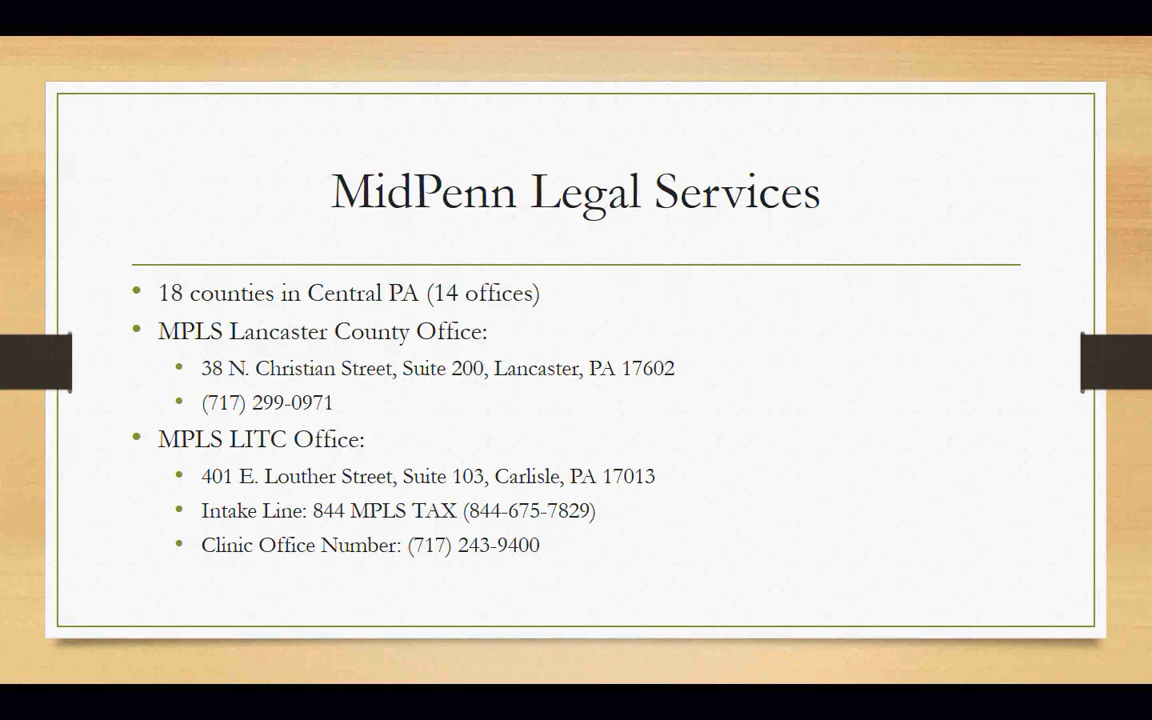 MidPenn Legal Services
• 18 counties in Central PA (14 offices)
• MPLS Lancaster County Office:
• 38 N. Christian Street, Suite 200, Lancaster, PA 17602
• (717) 299-0971
• MPLS LITC Office:
• 401 E. Louther Street, Suite 103, Carlisle, PA 17013
• Intake Line: 844 MPLS TAX (844-675-7829)
• Clinic Office Number: (717) 243-9400